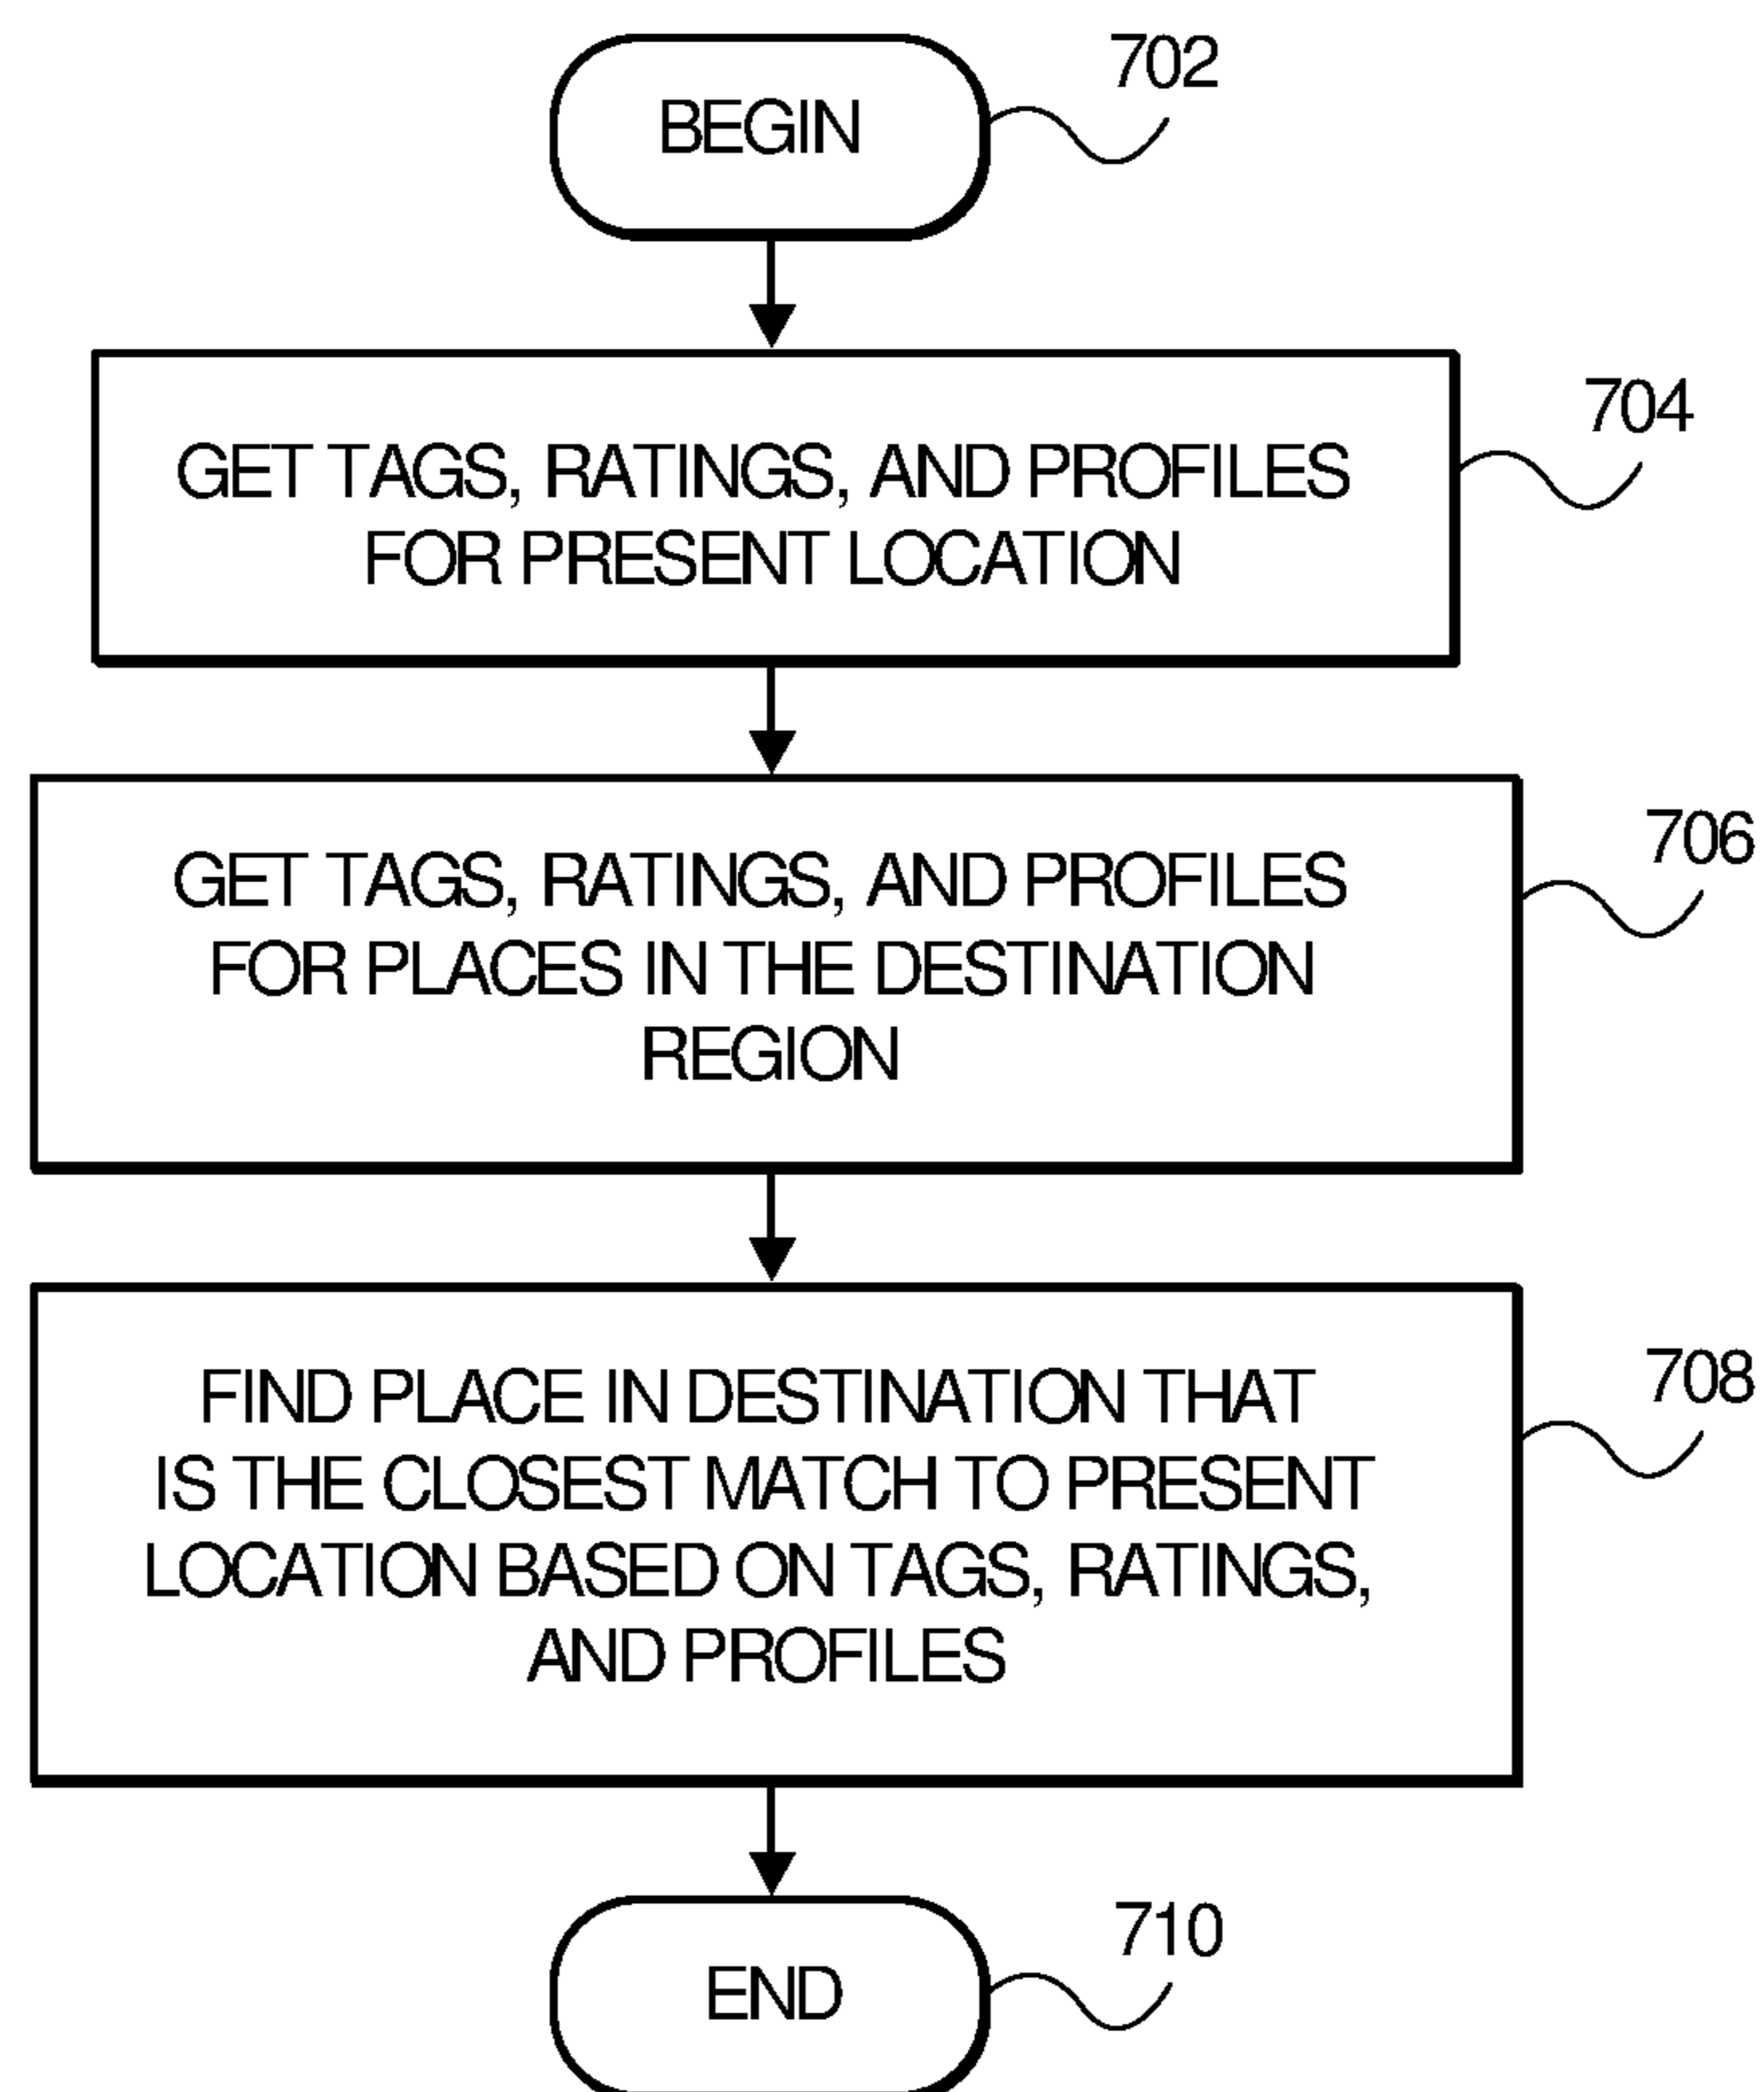 BEGIN
702
GET TAGS, RATINGS, AND PROFILES
FOR PRESENT LOCATION
704
GET TAGS, RATINGS, AND PROFILES
FOR PLACES IN THE DESTINATION
REGION
706
FIND PLACE IN DESTINATION THAT
IS THE CLOSEST MATCH TO PRESENT
LOCATION BASED ON TAGS, RATINGS,
AND PROFILES
708
END
710